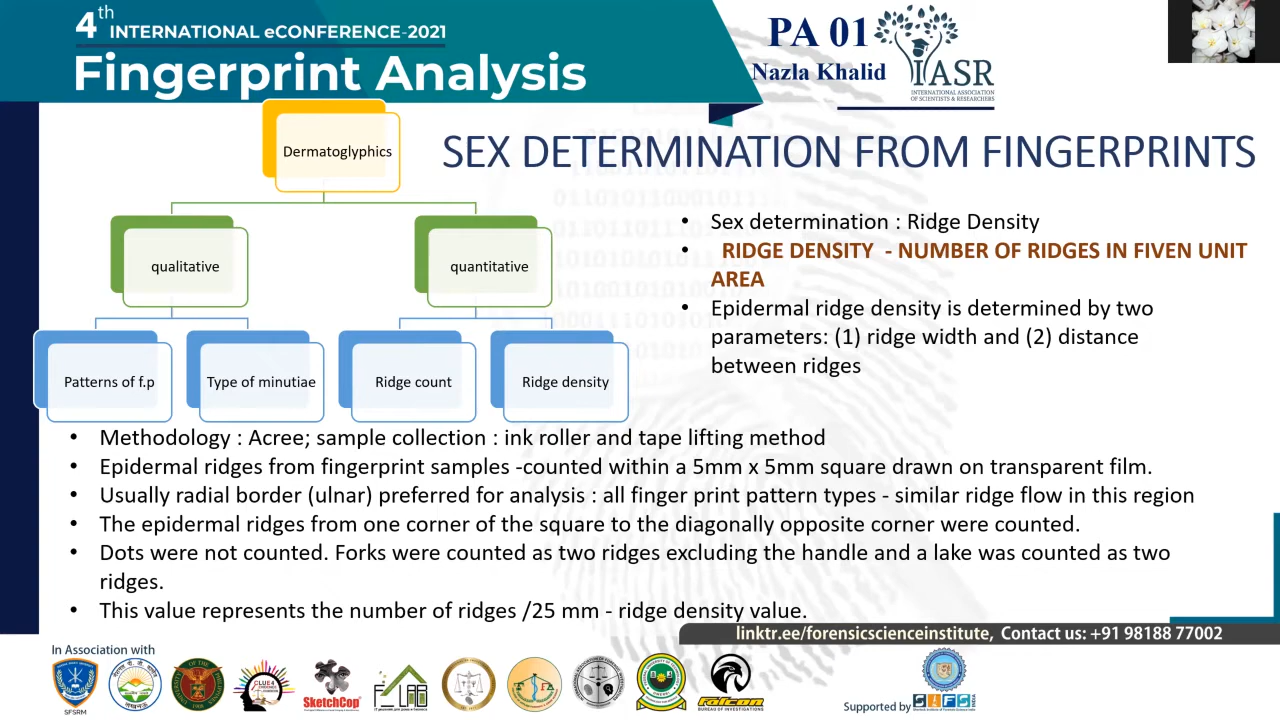 4th INTERNATIONAL eCONFERENCE-2021
Fingerprint Analysis
PA 01
Nazla Khalid
IASR
INTERNATIONAL ASSOCIATION
OF SCIENTISTS & RESEARCHERS
SEX DETERMINATION FROM FINGERPRINTS
Dermatoglyphics
qualitative
quantitative
Patterns of f.p
Type of minutiae
Ridge count
Ridge density
• Sex determination : Ridge Density
• RIDGE DENSITY - NUMBER OF RIDGES IN FIVEN UNIT
AREA
• Epidermal ridge density is determined by two
parameters: (1) ridge width and (2) distance
between ridges
• Methodology : Acree; sample collection : ink roller and tape lifting method
• Epidermal ridges from fingerprint samples -counted within a 5mm x 5mm square drawn on transparent film.
• Usually radial border (ulnar) preferred for analysis : all finger print pattern types - similar ridge flow in this region
• The epidermal ridges from one corner of the square to the diagonally opposite corner were counted.
• Dots were not counted. Forks were counted as two ridges excluding the handle and a lake was counted as two
ridges.
• This value represents the number of ridges /25 mm - ridge density value.
linktr.ee/forensicscienceinstitute, Contact us: +91 98188 77002
In Association with
SFSRM
CLUE4
SketchCop
LAB
falcon
BUREAU OF INVESTIGATIONS
Supported by
SIFS
INDIA